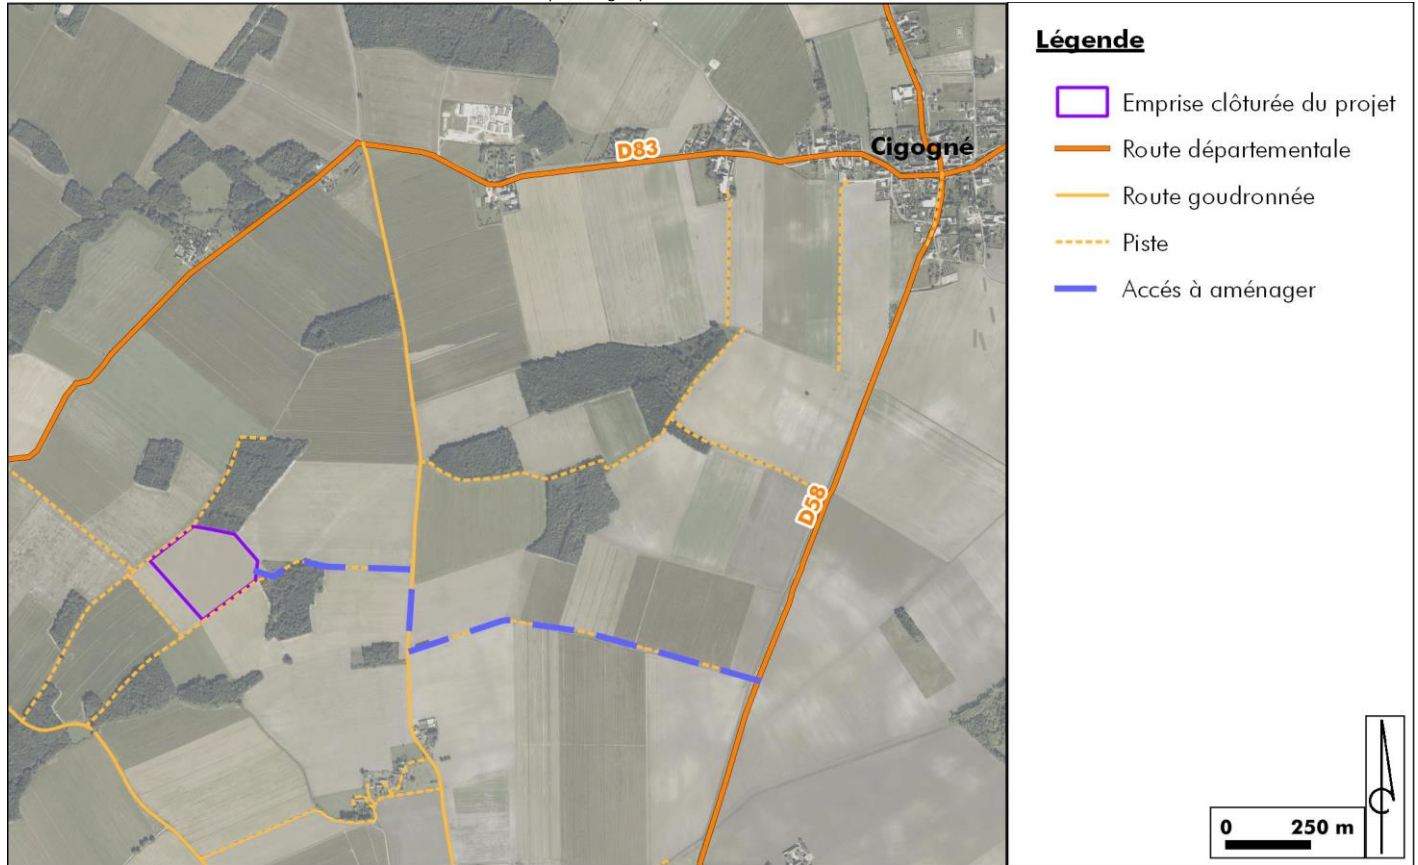 D83
Cigogné
D58
Légende
Emprise clôturée du projet
Route départementale
Route goudronnée
Piste
Accés à aménager
0 250 m